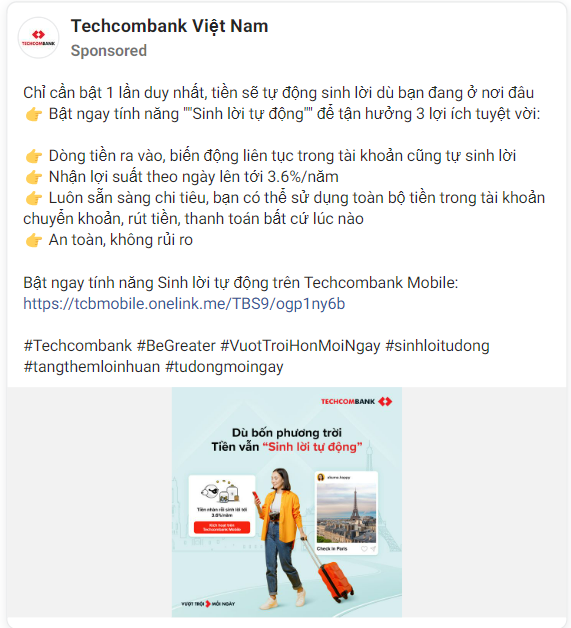 Techcombank Việt Nam
Sponsored
Chỉ cần bật 1 lần duy nhất, tiền sẽ tự động sinh lời dù bạn đang ở nơi đâu
👉 Bật ngay tính năng ""Sinh lời tự động"" để tận hưởng 3 lợi ích tuyệt vời:
👉 Dòng tiền ra vào, biến động liên tục trong tài khoản cũng tự sinh lời
👉 Nhận lợi suất theo ngày lên tới 3.6%/năm
👉 Luôn sẵn sàng chi tiêu, bạn có thể sử dụng toàn bộ tiền trong tài khoản
chuyển khoản, rút tiền, thanh toán bất cứ lúc nào
👉 An toàn, không rủi ro
Bật ngay tính năng Sinh lời tự động trên Techcombank Mobile:
https://tcbmobile.onelink.me/TBS9/ogp1ny6b
#Techcombank #BeGreater #VuotTroiHonMoiNgay #sinhloitudong
#tangthemloinhuan #tudongmoingay
TECHCOMBANK
TECHCOMBANK
Dù bốn phương trời
Tiền vẫn “Sinh lời tự động”
Tiền nhàn rỗi sinh lời tới
3.6%/năm
Techcombank Mobile
Check in Paris
VƯỢT TRỘI MỖI NGÀY